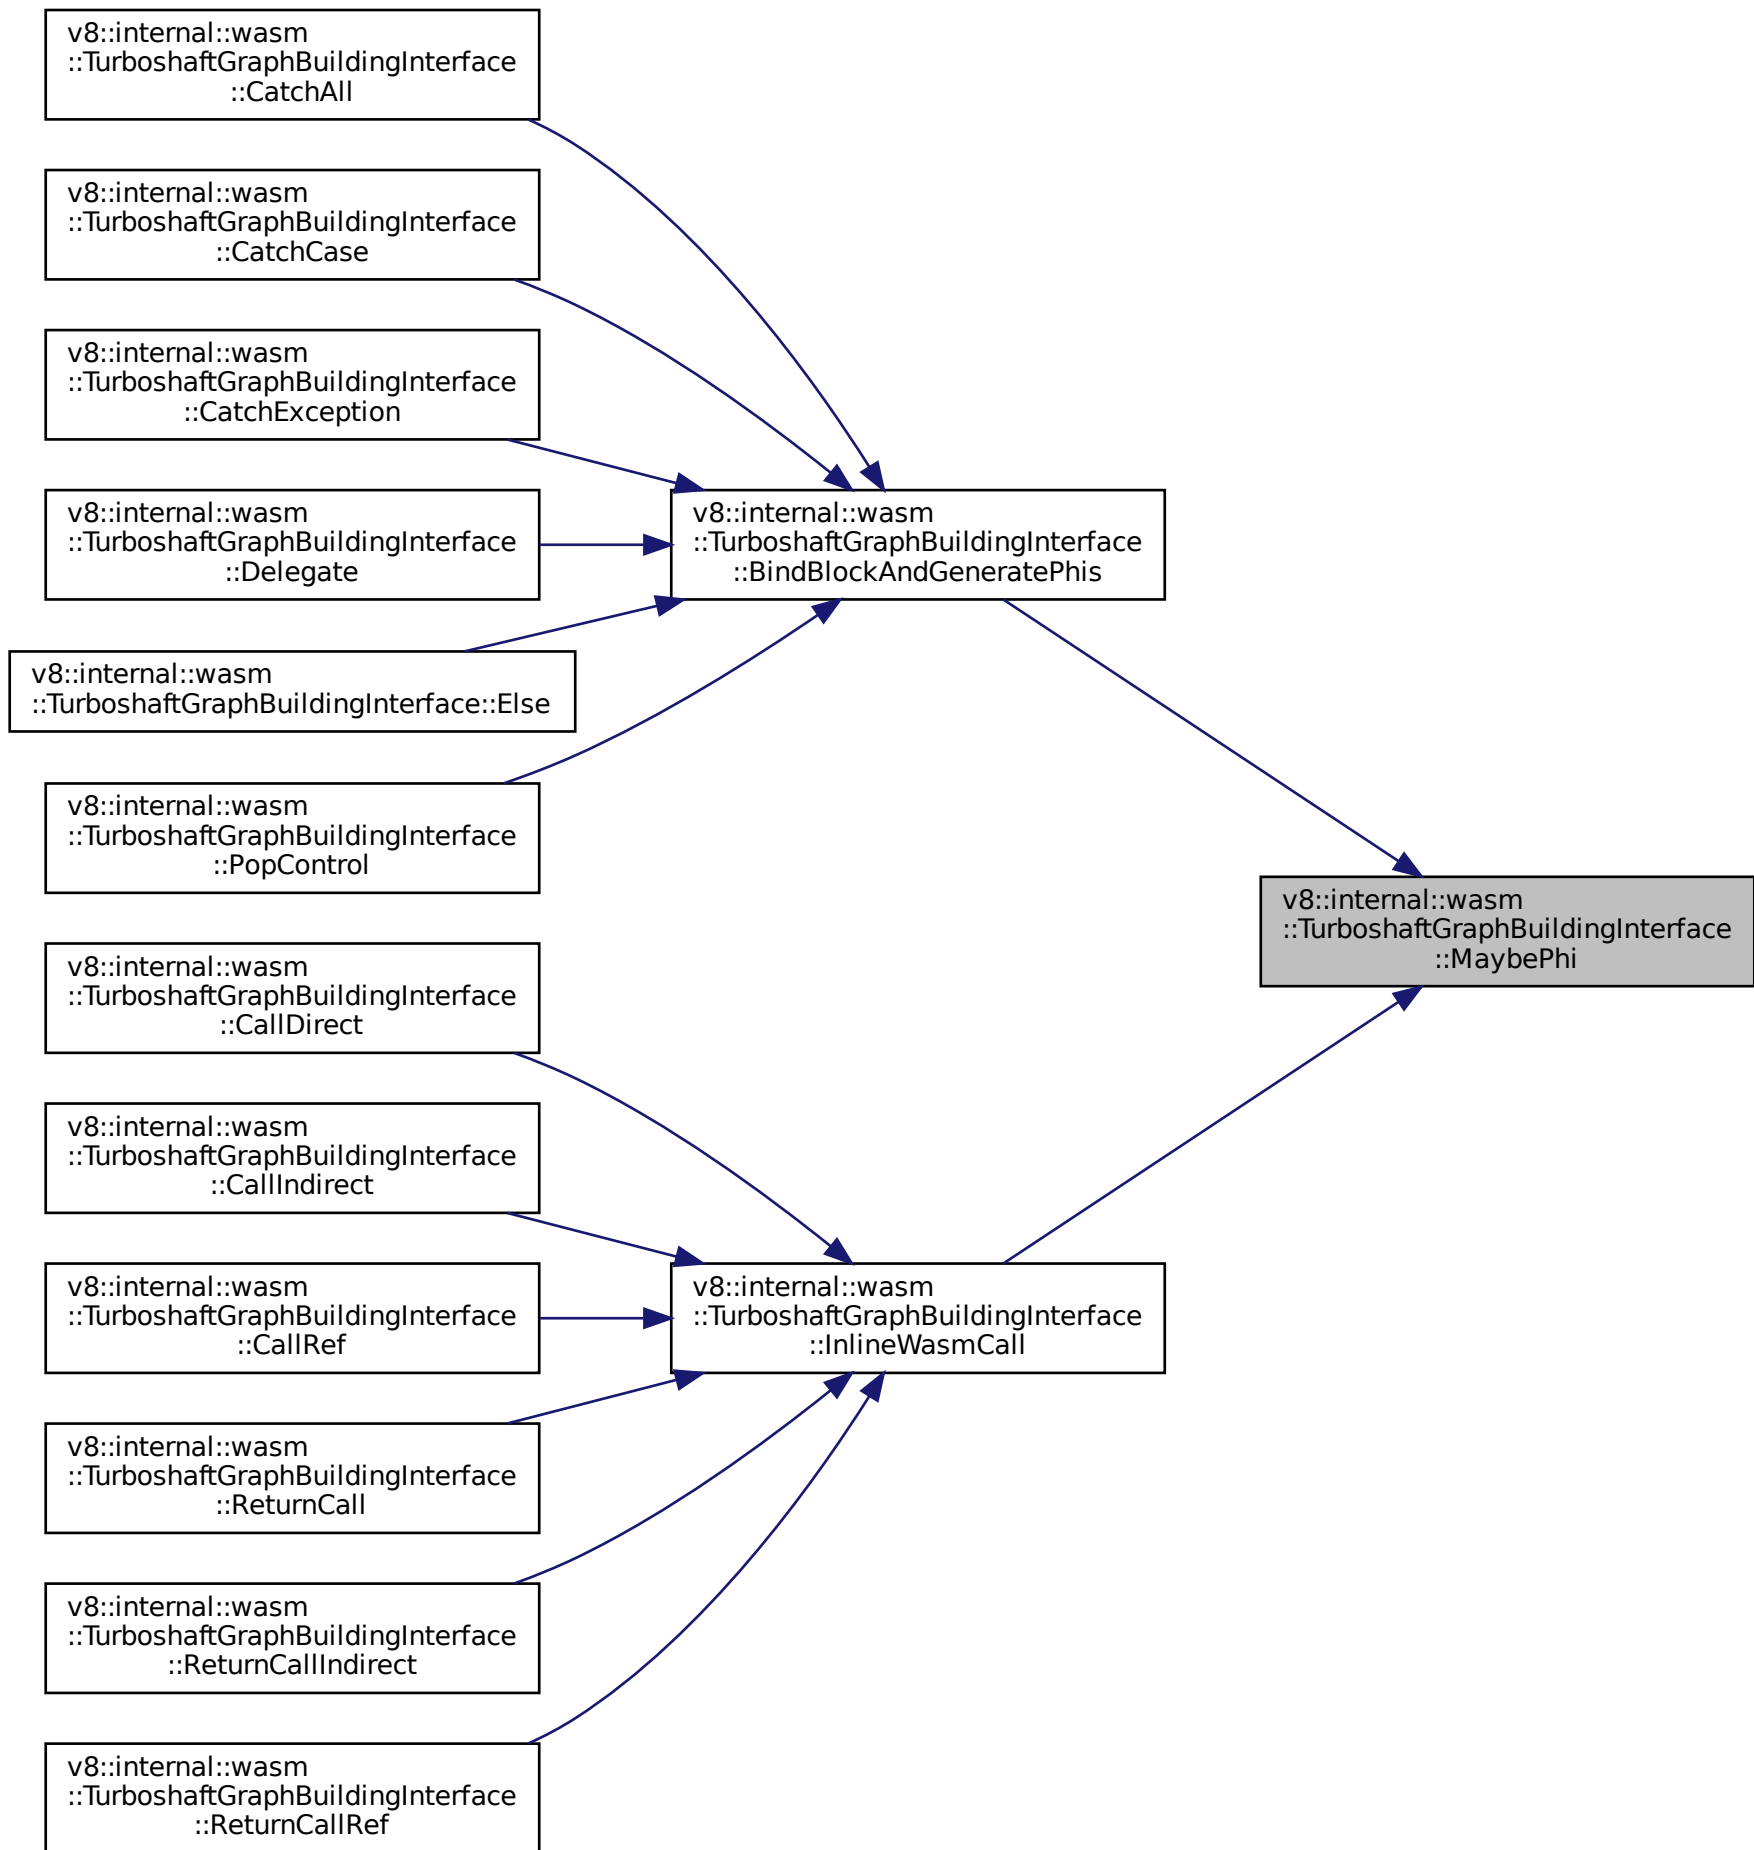 v8::internal::wasm
::TurboshaftGraphBuildingInterface
::CatchAll
v8::internal::wasm
::TurboshaftGraphBuildingInterface
::CatchCase
v8::internal::wasm
::TurboshaftGraphBuildingInterface
::CatchException
v8::internal::wasm
::TurboshaftGraphBuildingInterface
::Delegate
v8::internal::wasm
::TurboshaftGraphBuildingInterface::Else
v8::internal::wasm
::TurboshaftGraphBuildingInterface
::PopControl
v8::internal::wasm
::TurboshaftGraphBuildingInterface
::CallDirect
v8::internal::wasm
::TurboshaftGraphBuildingInterface
::CallIndirect
v8::internal::wasm
::TurboshaftGraphBuildingInterface
::CallRef
v8::internal::wasm
::TurboshaftGraphBuildingInterface
::ReturnCall
v8::internal::wasm
::TurboshaftGraphBuildingInterface
::ReturnCallIndirect
v8::internal::wasm
::TurboshaftGraphBuildingInterface
::ReturnCallRef
v8::internal::wasm
::TurboshaftGraphBuildingInterface
::BindBlockAndGeneratePhis
v8::internal::wasm
::TurboshaftGraphBuildingInterface
::InlineWasmCall
v8::internal::wasm
::TurboshaftGraphBuildingInterface
::MaybePhi